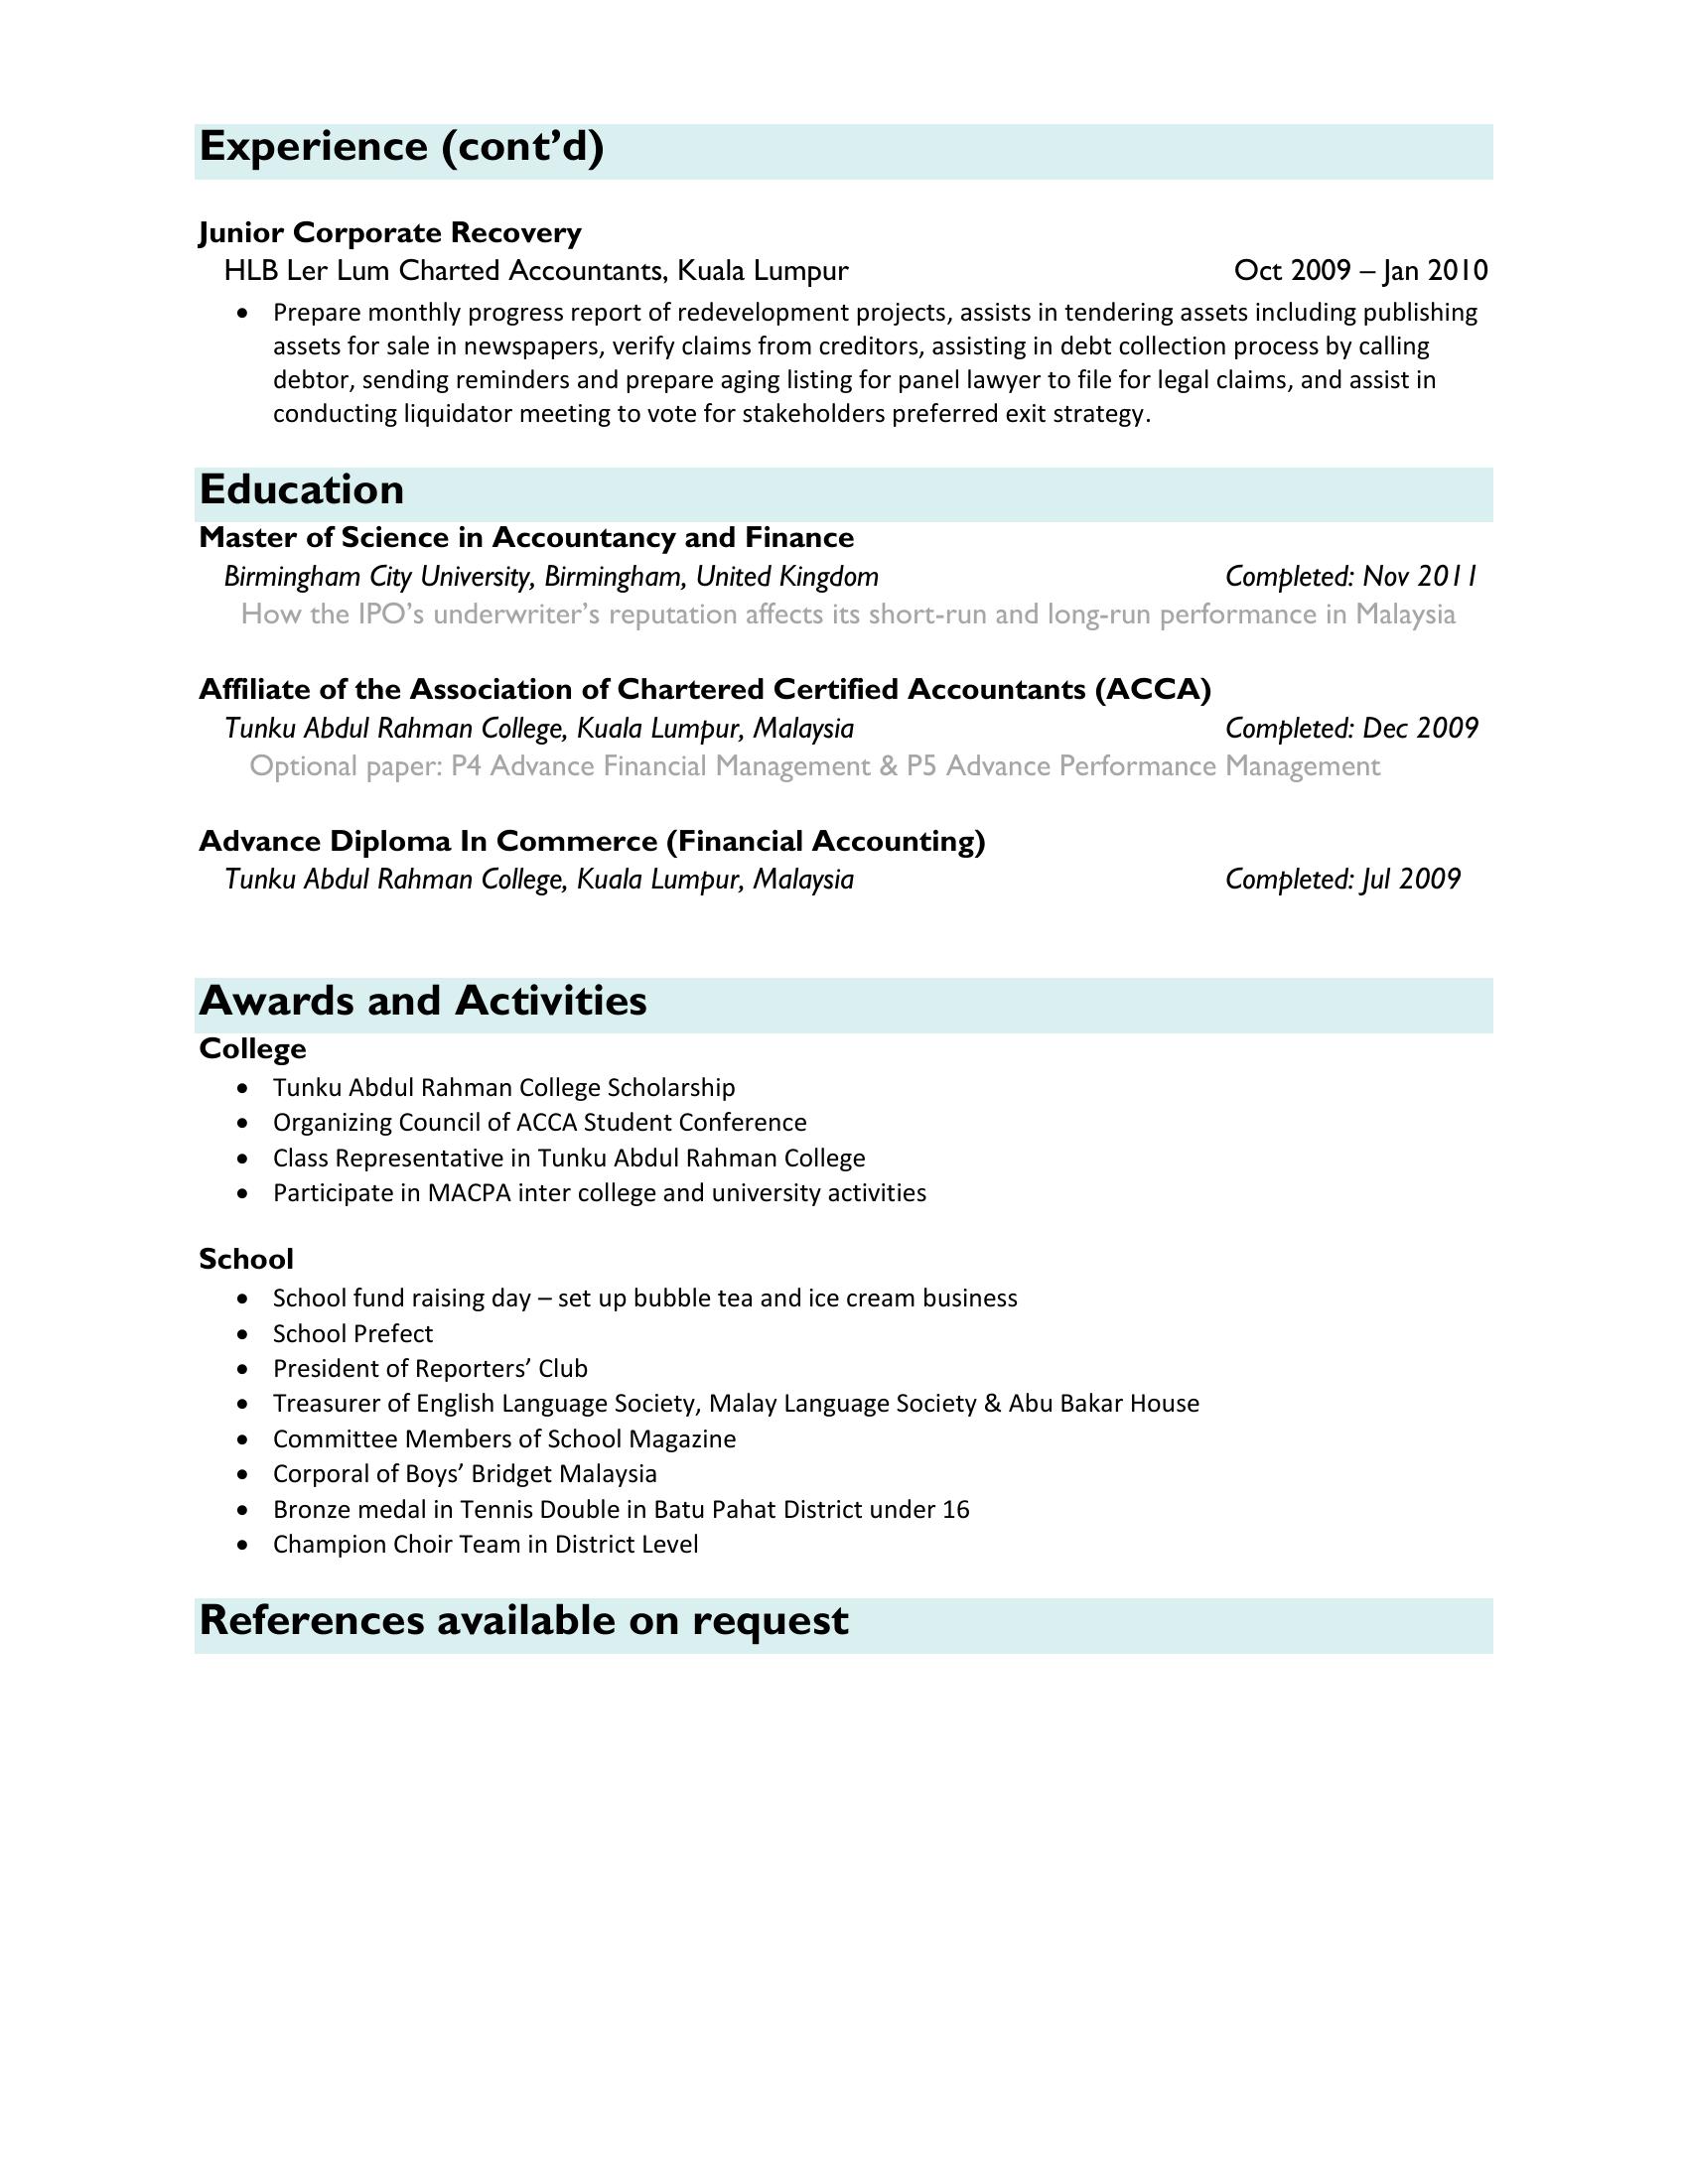 Experience (cont’d)
Junior Corporate Recovery
HLB Ler Lum Charted Accountants, Kuala Lumpur Oct 2009 – Jan 2010
• Prepare monthly progress report of redevelopment projects, assists in tendering assets including publishing
assets for sale in newspapers, verify claims from creditors, assisting in debt collection process by calling
debtor, sending reminders and prepare aging listing for panel lawyer to file for legal claims, and assist in
conducting liquidator meeting to vote for stakeholders preferred exit strategy.
Education
Master of Science in Accountancy and Finance
Birmingham City University, Birmingham, United Kingdom Completed: Nov 2011
How the IPO’s underwriter’s reputation affects its short-run and long-run performance in Malaysia
Affiliate of the Association of Chartered Certified Accountants (ACCA)
Tunku Abdul Rahman College, Kuala Lumpur, Malaysia Completed: Dec 2009
Optional paper: P4 Advance Financial Management & P5 Advance Performance Management
Advance Diploma In Commerce (Financial Accounting)
Tunku Abdul Rahman College, Kuala Lumpur, Malaysia Completed: Jul 2009
Awards and Activities
College
• Tunku Abdul Rahman College Scholarship
• Organizing Council of ACCA Student Conference
• Class Representative in Tunku Abdul Rahman College
• Participate in MACPA inter college and university activities
School
• School fund raising day – set up bubble tea and ice cream business
• School Prefect
• President of Reporters’ Club
• Treasurer of English Language Society, Malay Language Society & Abu Bakar House
• Committee Members of School Magazine
• Corporal of Boys’ Bridget Malaysia
• Bronze medal in Tennis Double in Batu Pahat District under 16
• Champion Choir Team in District Level
References available on request